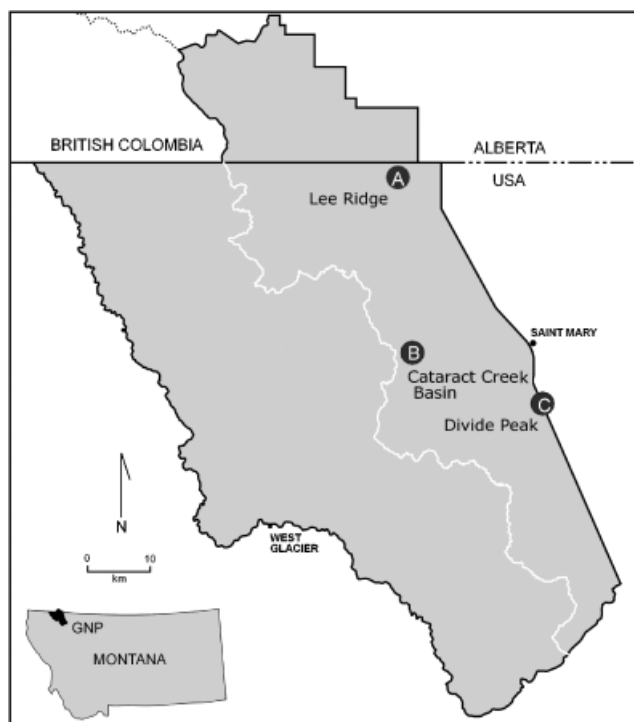 BRITISH COLUMBIA
ALBERTA
USA
A
Lee Ridge
SAINT MARY
B
Cataract Creek
Basin
C
Divide Peak
N
WEST
GLACIER
0 10
km
GNP
MONTANA